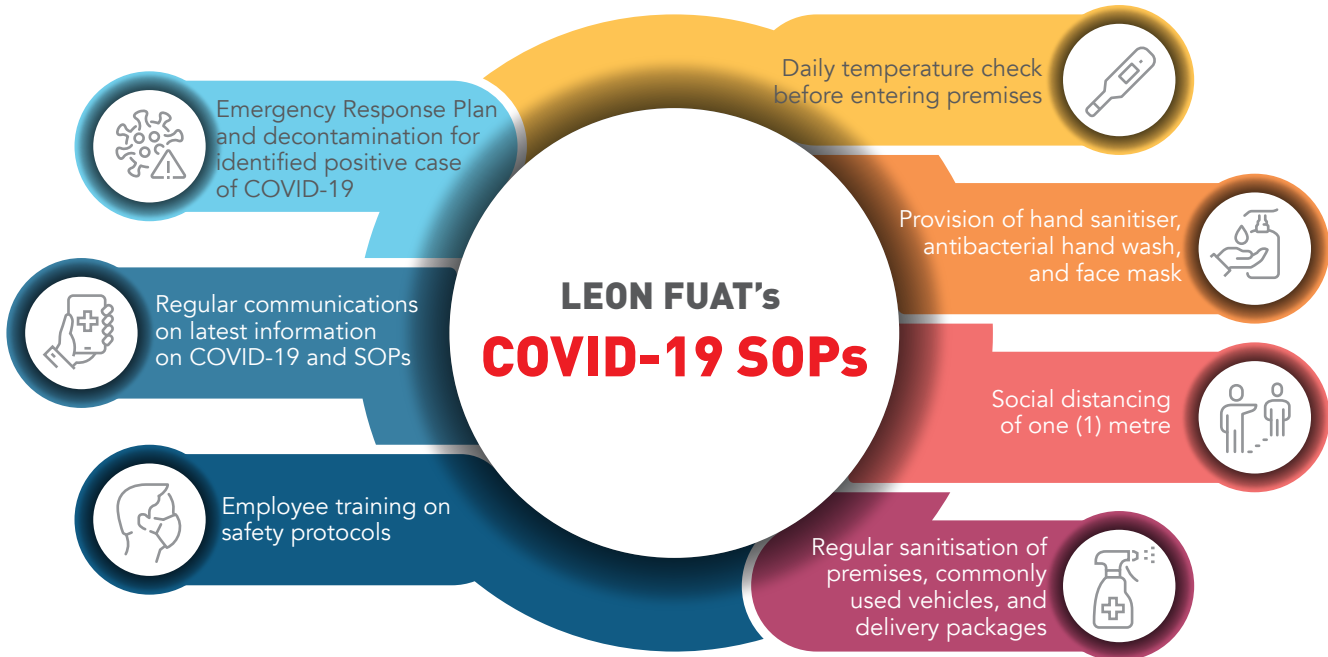 LEON FUAT's
COVID-19 SOPs
Daily temperature check
before entering premises
Provision of hand sanitiser,
antibacterial hand wash,
and face mask
Social distancing
of one (1) metre
Regular sanitisation of
premises, commonly
used vehicles, and
delivery packages
Employee training on
safety protocols
Regular communications
on latest information
on COVID-19 and SOPs
Emergency Response Plan
and decontamination for
identified positive case
of COVID-19